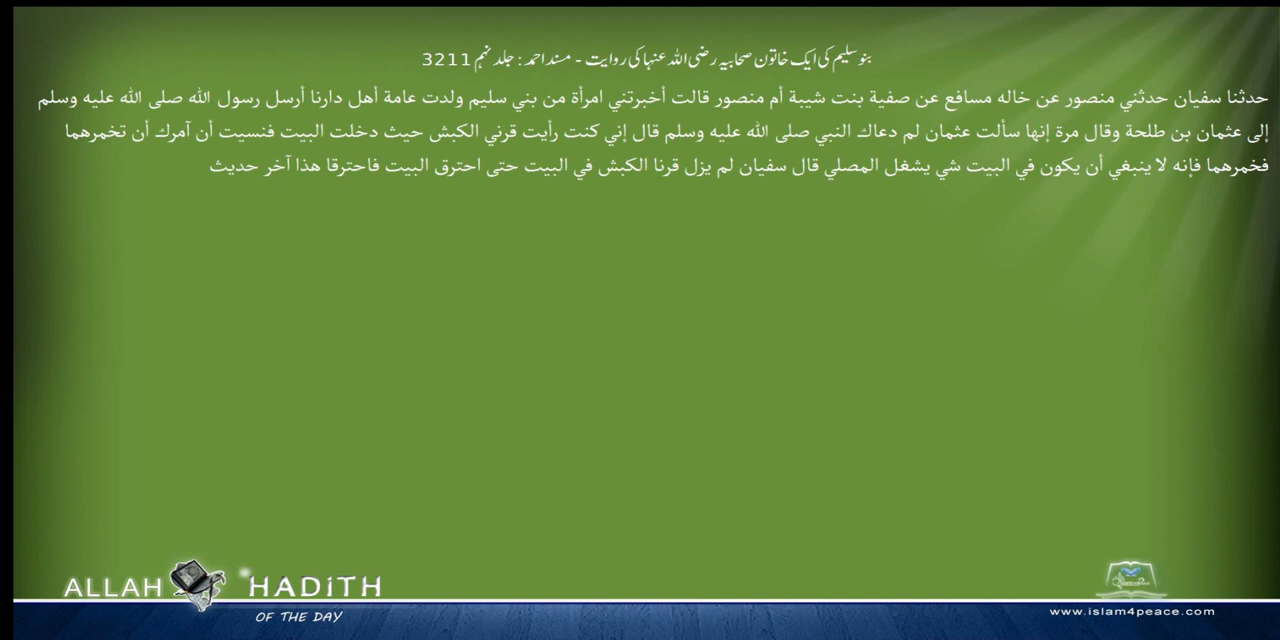 بنو سلیم کی ایک خاتون صحابیہ رضی اللہ عنہا کی روایت - مسند احمد : جلد نہم 3211
حدثنا سفيان حدثني منصور عن خاله مسافع عن صفية بنت شيبة أم منصور قالت أخبرتني امرأة من بني سليم ولدت عامة أهل دارنا أرسل رسول الله صلى الله عليه وسلم
إلى عثمان بن طلحة وقال مرة إنها سألت عثمان لم دعاك النبي صلى الله عليه وسلم قال إني كنت رأيت قرني الكبش حيث دخلت البيت فنسيت أن آمرك أن تخمرهما
فخمرهما فإنه لا ينبغي أن يكون في البيت شي يشغل المصلي قال سفيان لم يزل قرنا الكبش في البيت حتى احترق البيت فاحترقا هذا آخر حديث
ALLAH HADITH
OF THE DAY
www.islam4peace.com